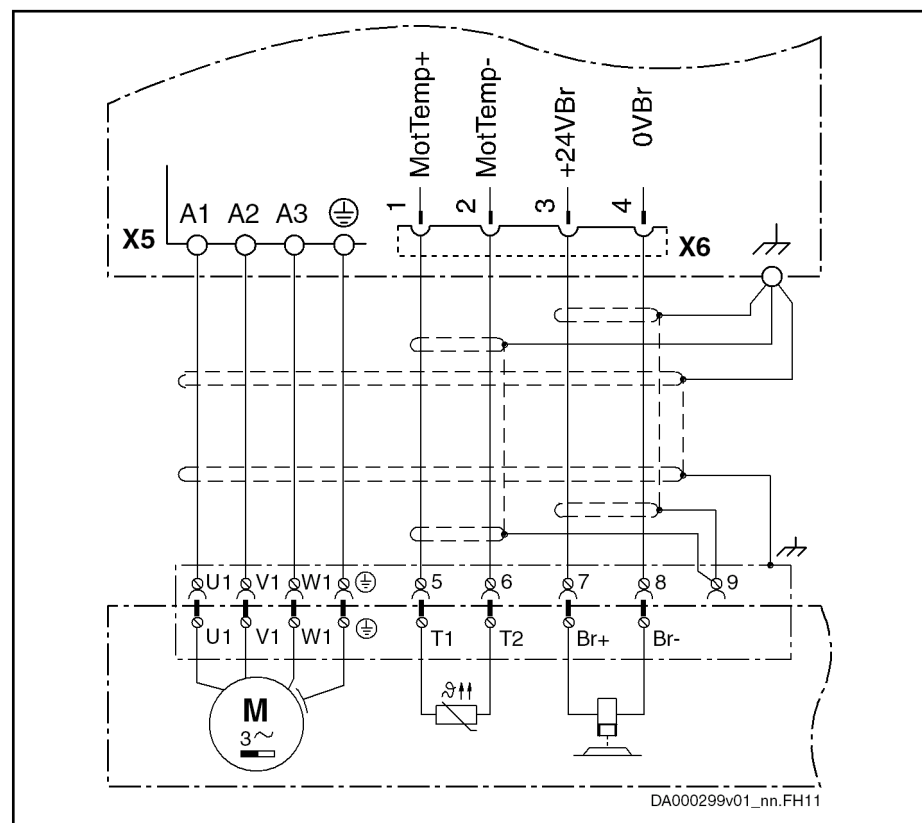 MotTemp+
MotTemp-
+24VBr
0VBr
1 2 3 4
A1 A2 A3
X5
X6
U1 V1 W1 5 6 7 8 9
U1 V1 W1 T1 T2 Br+ Br-
ϑ
M
3~
DA000299v01_nn.FH11